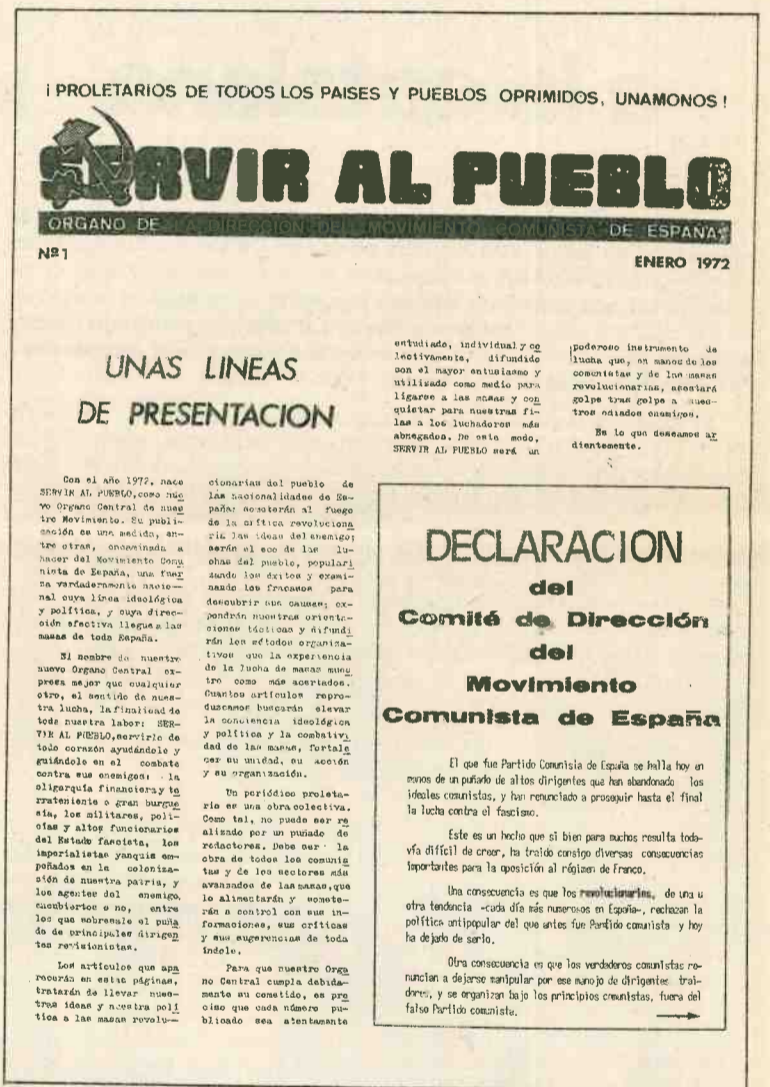 ¡ PROLETARIOS DE TODOS LOS PAISES Y PUEBLOS OPRIMIDOS, UNAMONOS !
SERVIR AL PUEBLO
ORGANO DE LA DIRECCION DEL MOVIMIENTO COMUNISTA DE ESPAÑA
Nº 1
ENERO 1972
UNAS LINEAS
DE PRESENTACION
Con el año 1972, nace
SERVIR AL PUEBLO, como nue
vo Organo Central de nues
tro Movimiento. Su publi-
cación es una medida, en-
tre otras, encaminada a
hacer del Movimiento Comu
nista de España, una fuer
za verdaderamente nacio-
nal cuya línea ideológica
y política, y cuya direc-
ción efectiva llegue a las
masas de toda España.
El nombre de nuestro
nuevo Organo Central ex-
presa mejor que cualquier
otro, el sentido de nues-
tra lucha, la finalidad de
toda nuestra labor: SER-
VIR AL PUEBLO, servirle de
todo corazón ayudándole y
guiándole en el combate
contra sus enemigos: la
oligarquía financiera y te
rrateniente o gran burgue
sía, los militares, poli-
cías y altos funcionarios
del Estado fascista, los
imperialistas yanquis em-
peñados en la coloniza-
ción de nuestra patria, y
los agentes del enemigo,
encubiertos o no, entre
los que sobresale el puña
do de principales dirigen
tes revisionistas.
Los artículos que apa
recerán en estas páginas,
tratarán de llevar nues-
tras ideas y nuestra polí
tica a las masas revolu-
cionarias del pueblo de
las nacionalidades de Es-
paña; someterán al fuego
de la crítica revoluciona
ria las ideas del enemigo;
serán el eco de las lu-
chas del pueblo, populari
zando los éxitos y exami-
nando los fracasos para
descubrir sus causas; ex-
pondrán nuestras orienta-
ciones tácticas y difundi
rán los métodos organiza-
tivos que la experiencia
de la lucha de masas mues
tre como más acertados.
Cuantos artículos repro-
duzcamos buscarán elevar
la conciencia ideológica
y política y la combativi
dad de las masas, fortale
cer su unidad, su acción
y su organización.
Un periódico proleta-
rio es una obra colectiva.
Como tal, no puede ser re
alizado por un puñado de
redactores. Debe ser la
obra de todos los comunis
tas y de los sectores más
avanzados de las masas, que
lo alimentarán y somete-
rán a control con sus in-
formaciones, sus críticas
y sus sugerencias de toda
índole.
Para que nuestro Orga
no Central cumpla debida-
mente su cometido, es pre
ciso que cada número pu-
blicado sea atentamente
estudiado, individual y co
lectivamente, difundido
con el mayor entusiasmo y
utilizado como medio para
ligarse a las masas y con
quistar para nuestras fi-
las a los luchadores más
abnegados. De este modo,
SERVIR AL PUEBLO será un
poderoso instrumento de
lucha que, en manos de los
comunistas y de las masas
revolucionarias, asestará
golpe tras golpe a nues-
tros odiados enemigos.
Es lo que deseamos ar
dientemente.
DECLARACION
del
Comité de Dirección
del
Movimiento
Comunista de España
El que fue Partido Comunista de España se halla hoy en
manos de un puñado de altos dirigentes que han abandonado los
ideales comunistas, y han renunciado a proseguir hasta el final
la lucha contra el fascismo.
Este es un hecho que si bien para muchos resulta toda-
vía difícil de creer, ha traído consigo diversas consecuencias
importantes para la oposición al régimen de Franco.
Una consecuencia es que los revolucionarios, de una u
otra tendencia -cada día más numerosos en España-, rechazan la
política antipopular del que antes fue Partido comunista y hoy
ha dejado de serlo.
Otra consecuencia es que los verdaderos comunistas re-
nuncian a dejarse manipular por ese manojo de dirigentes trai-
dores, y se organizan bajo los principios comunistas, fuera del
falso Partido comunista.